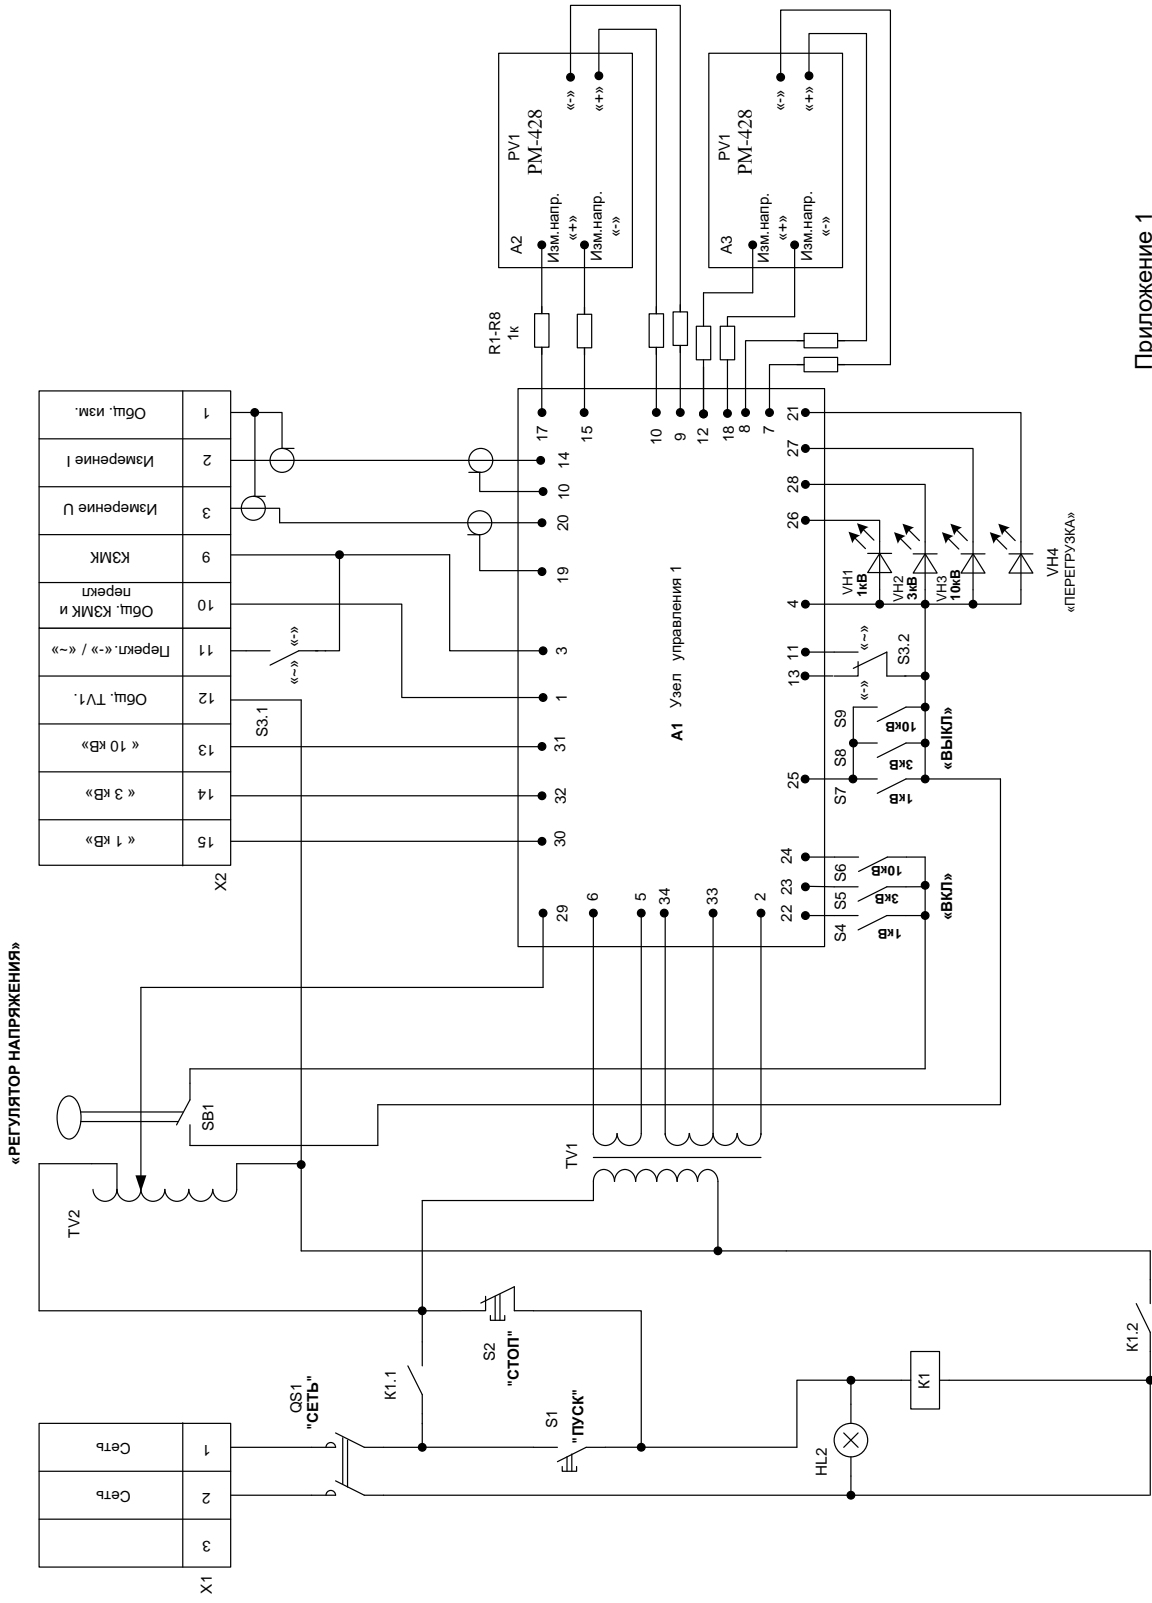 «РЕГУЛЯТОР НАПРЯЖЕНИЯ»
X1
3
2 Сеть
1 Сеть
QS1
"СЕТЬ"
К1.1
S1
"ПУСК"
S2
"СТОП"
HL2
К1
К1.2
TV2
SB1
TV1
X2
15 « 1 кВ»
14 « 3 кВ»
13 « 10 кВ»
12 Общ. TV1.
11 Перекл.«-» / «~»
10 Общ. КЗМК и
перекл
9 КЗМК
3 Измерение U
2 Измерение I
1 Общ. изм.
S3.1
«~»
«-»
29
30
32
31
1
3
19
20
10
14
17
15
10
9
12
18
8
7
6
5
34
33
2
A1 Узел управления 1
22
23
24
25
13
11
4
26
28
27
21
S4
1кВ
S5
3кВ
S6
10кВ
«ВКЛ»
S7
1кВ
S8
3кВ
S9
10кВ
«ВЫКЛ»
«-»
«~»
S3.2
VH1
1кВ
VH2
3кВ
VH3
10кВ
VH4
«ПЕРЕГРУЗКА»
R1-R8
1к
A2
PV1
PM-428
Изм.напр.
«+»
Изм.напр.
«-»
«-»
«+»
A3
PV1
PM-428
Изм.напр.
«+»
Изм.напр.
«-»
«-»
«+»
Приложение 1